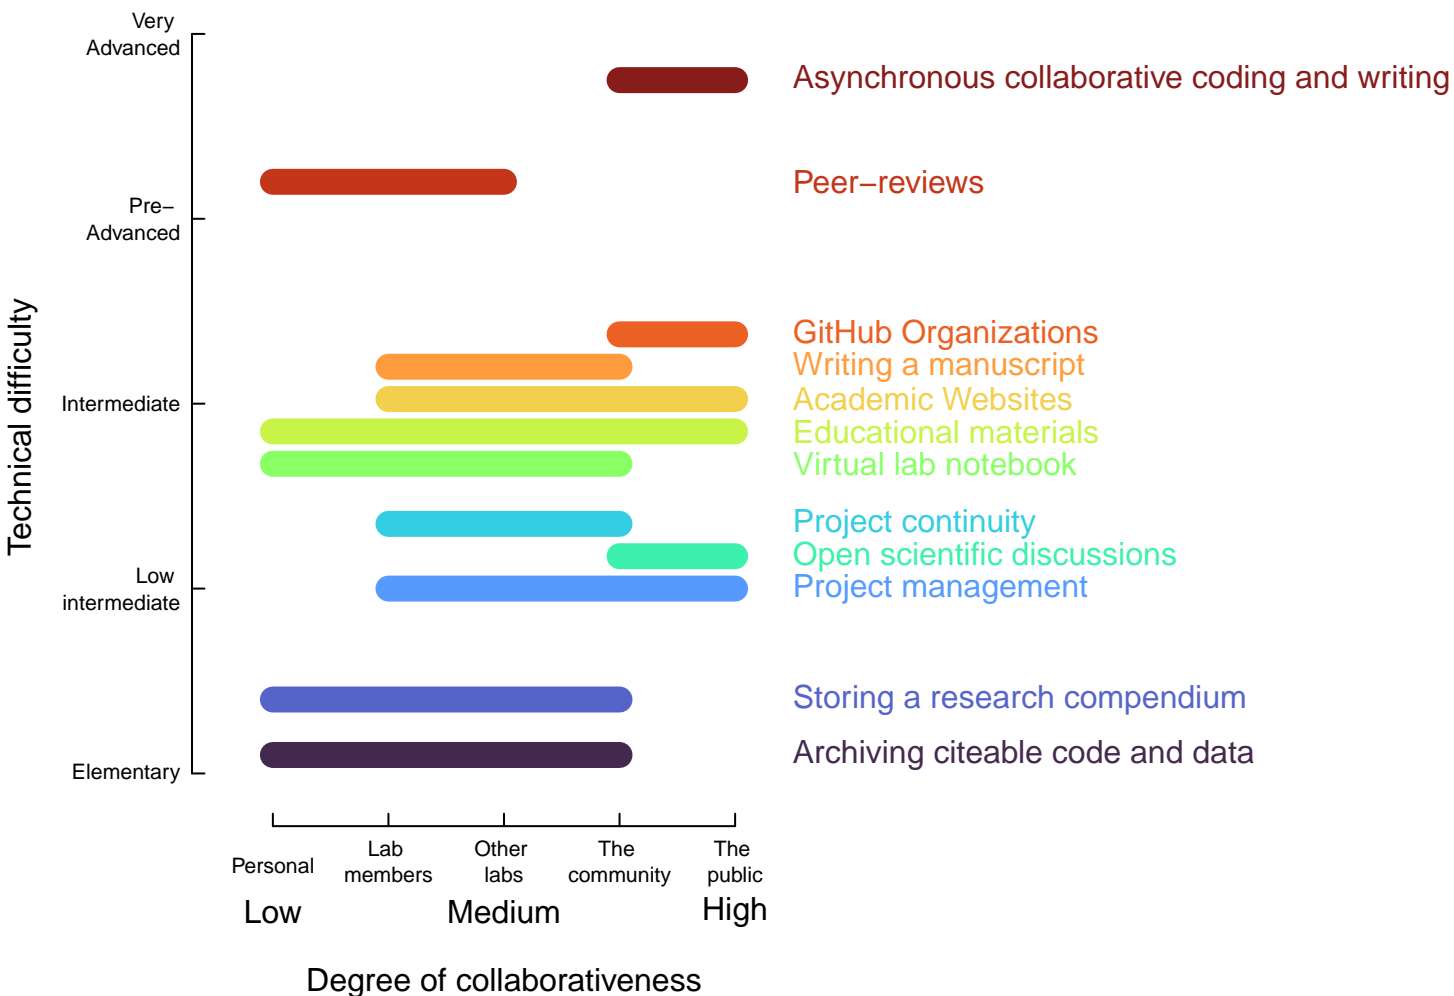 Very
Advanced
Asynchronous collaborative coding and writing
Peer−reviews
Pre−
Advanced
GitHub Organizations
Writing a manuscript
Intermediate
Academic Websites
Educational materials
Virtual lab notebook
Technical difficulty
Project continuity
Open scientific discussions
Low
intermediate
Project management
Storing a research compendium
Archiving citeable code and data
Elementary
Personal
Lab
members
Other
labs
The
community
The
public
Low
Medium
High
Degree of collaborativeness